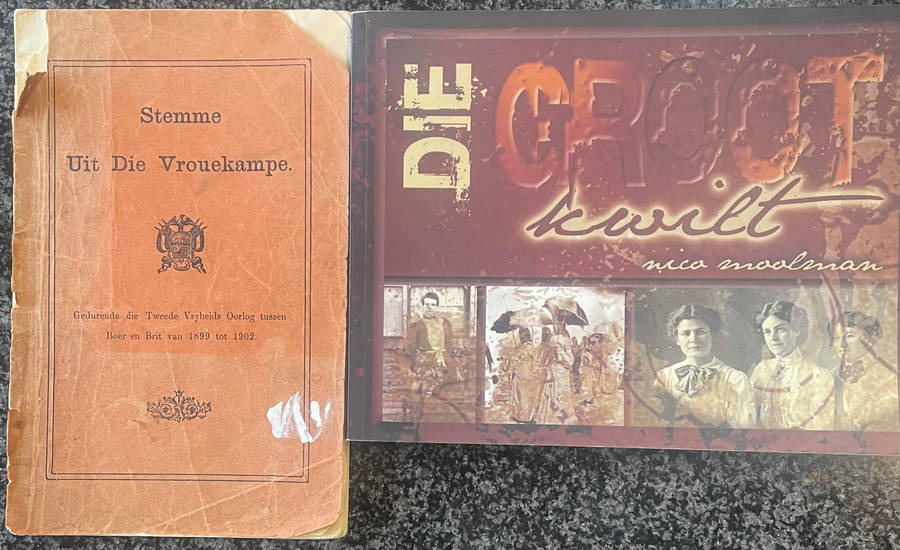 Stemme
Uit Die Vrouekampe.
Gedurende die Tweede Vryheids Oorlog tussen
Boer en Brit van 1899 tot 1902.
DIE
GROOT
kwilt
nico moolman